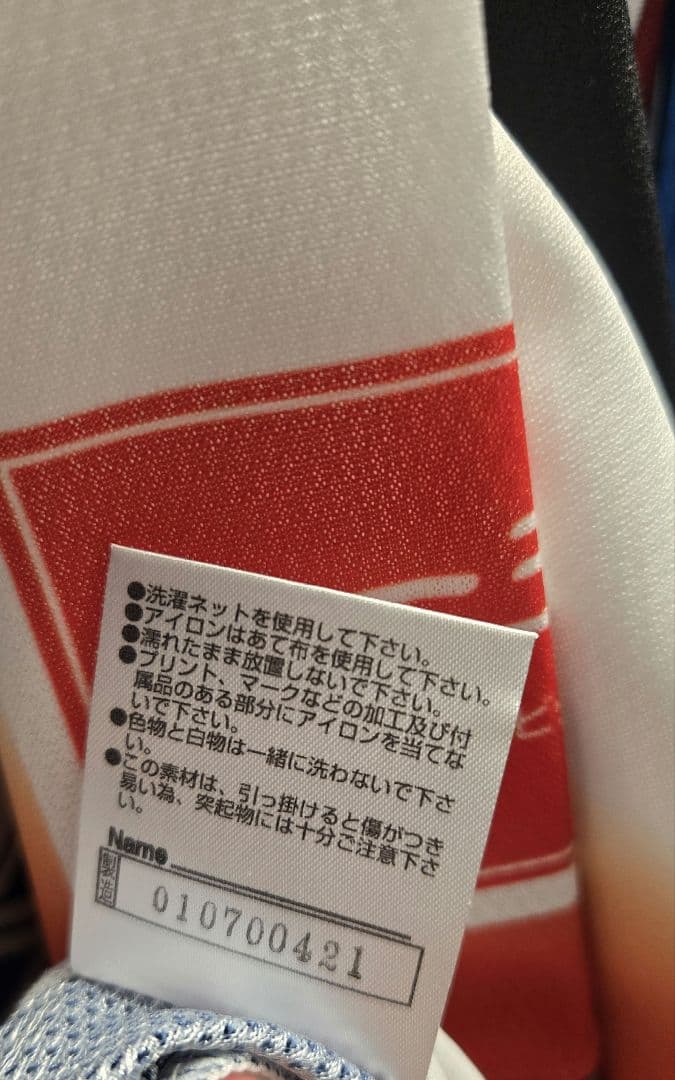 ●洗濯ネットを使用して下さい。
●アイロンはあて布を使用して下さい。
●濡れたまま放置しないで下さい。
●プリント、マークなどの加工及び付
属品のある部分にアイロンを当てな
いで下さい。
●色物と白物は一緒に洗わないで下さ
い。
●この素材は、引っ掛けると傷がつき
易い為、突起物には十分ご注意下さ
い。
Name
製造
010700421